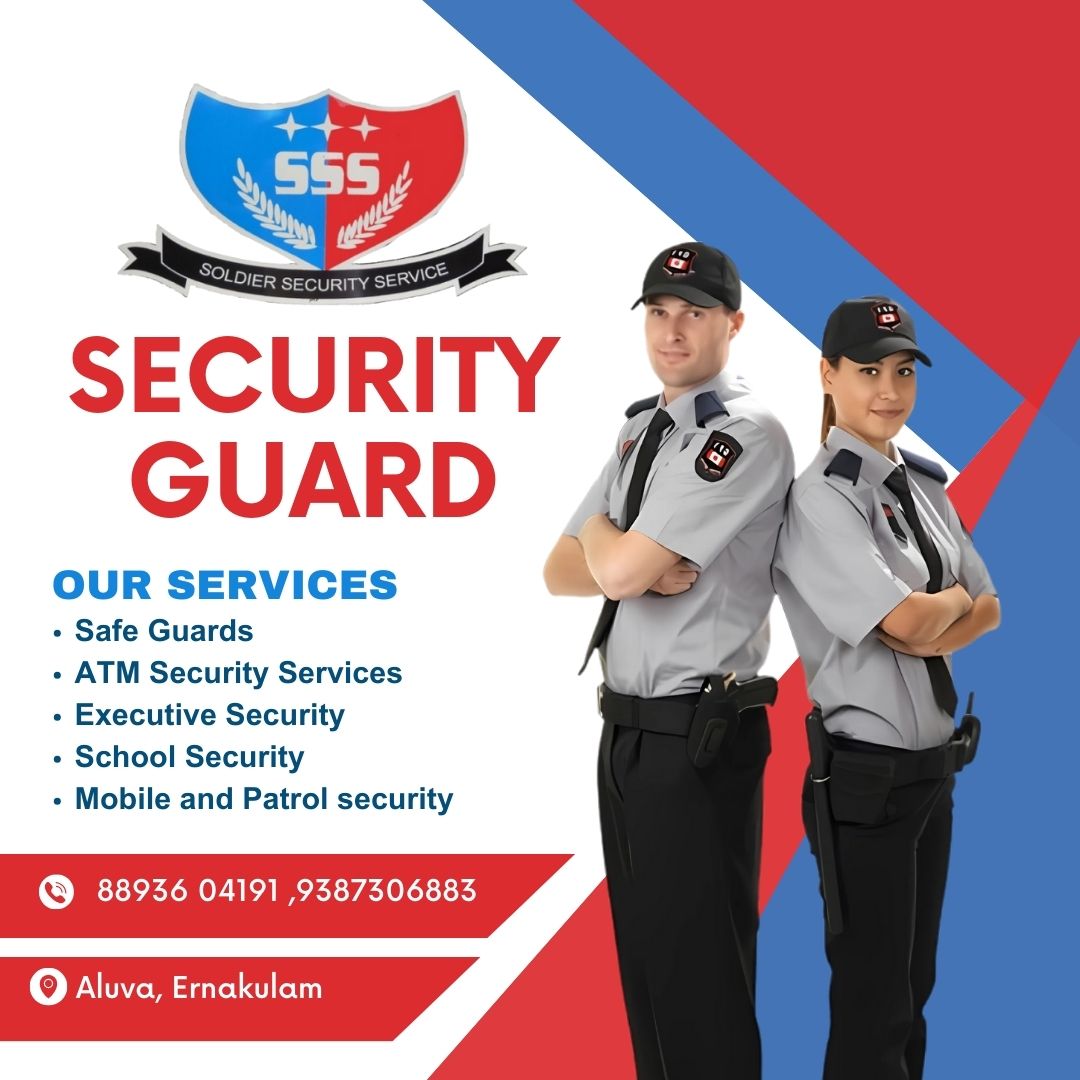 SSS
SOLDIER SECURITY SERVICE
SECURITY
GUARD
OUR SERVICES
• Safe Guards
• ATM Security Services
• Executive Security
• School Security
• Mobile and Patrol security
88936 04191 ,9387306883
Aluva, Ernakulam